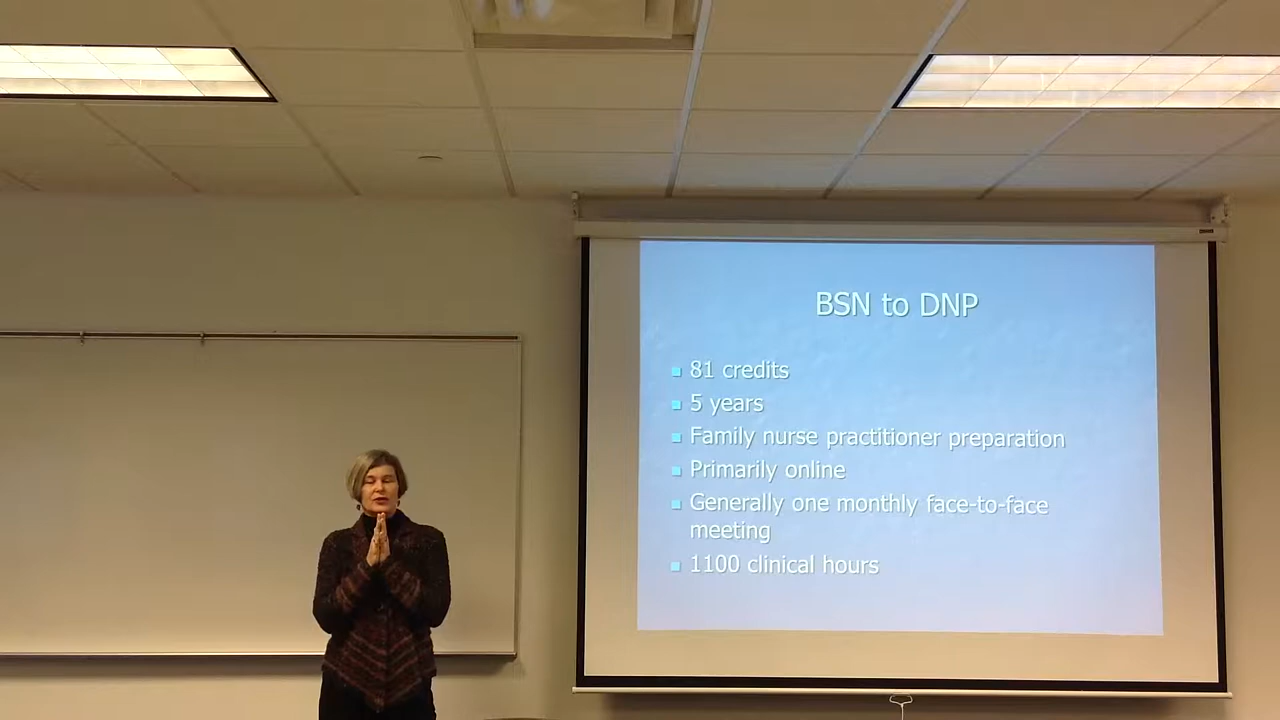 BSN to DNP
81 credits
5 years
Family nurse practitioner preparation
Primarily online
Generally one monthly face-to-face
meeting
1100 clinical hours